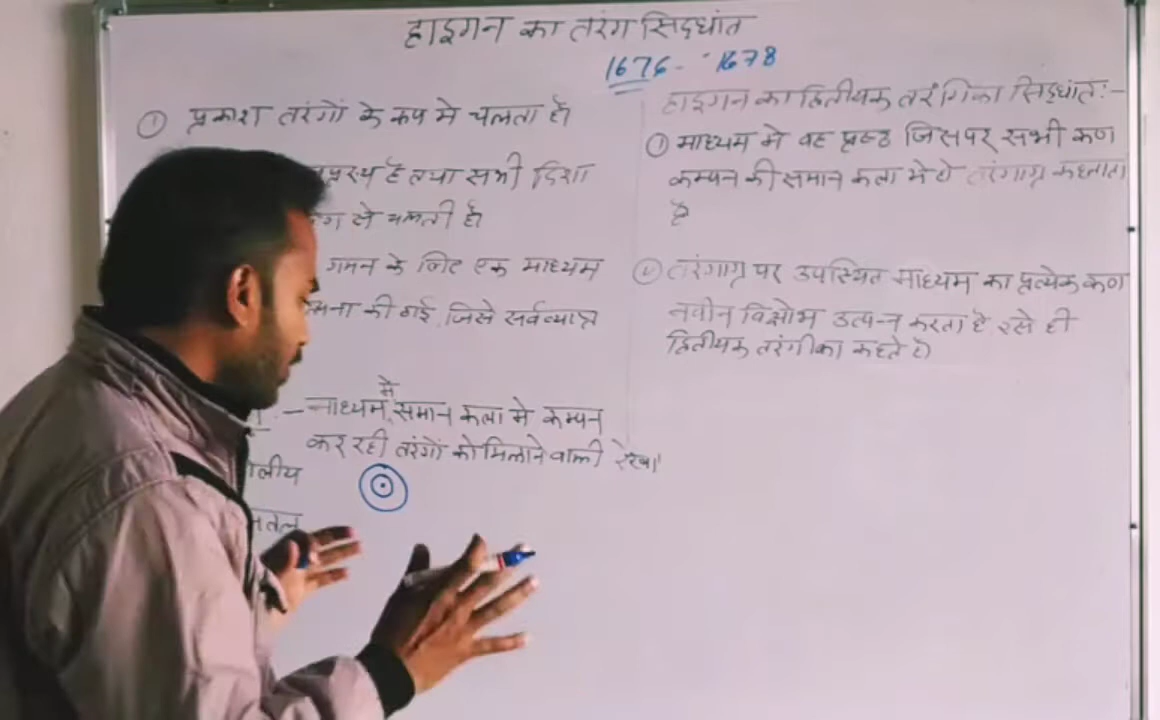 हाइगन का तरंग सिद्धांत
1676 - 1678
① प्रकाश तरंगों के रूप मे चलता है।
है तथा सभी दिशा
से चलती है।
गमन के लिए एक माध्यम
की गई, जिसे सर्वव्याप्त
:- माध्यम में समान कला मे कम्पन
कर रही तरंगों को मिलाने वाली रेखा
हाइगन का द्वितीयक तरंगिका सिद्धांत :-
① माध्यम मे वह प्रष्ठ जिस पर सभी कण
कम्पन की समान कला मे हो तरंगाग्र कहलाता
है
② तरंगाग्र पर उपस्थित माध्यम का प्रत्येक कण
नवीन विक्षोभ उत्पन्न करता है इसे ही
द्वितीयक तरंगीका कहते है